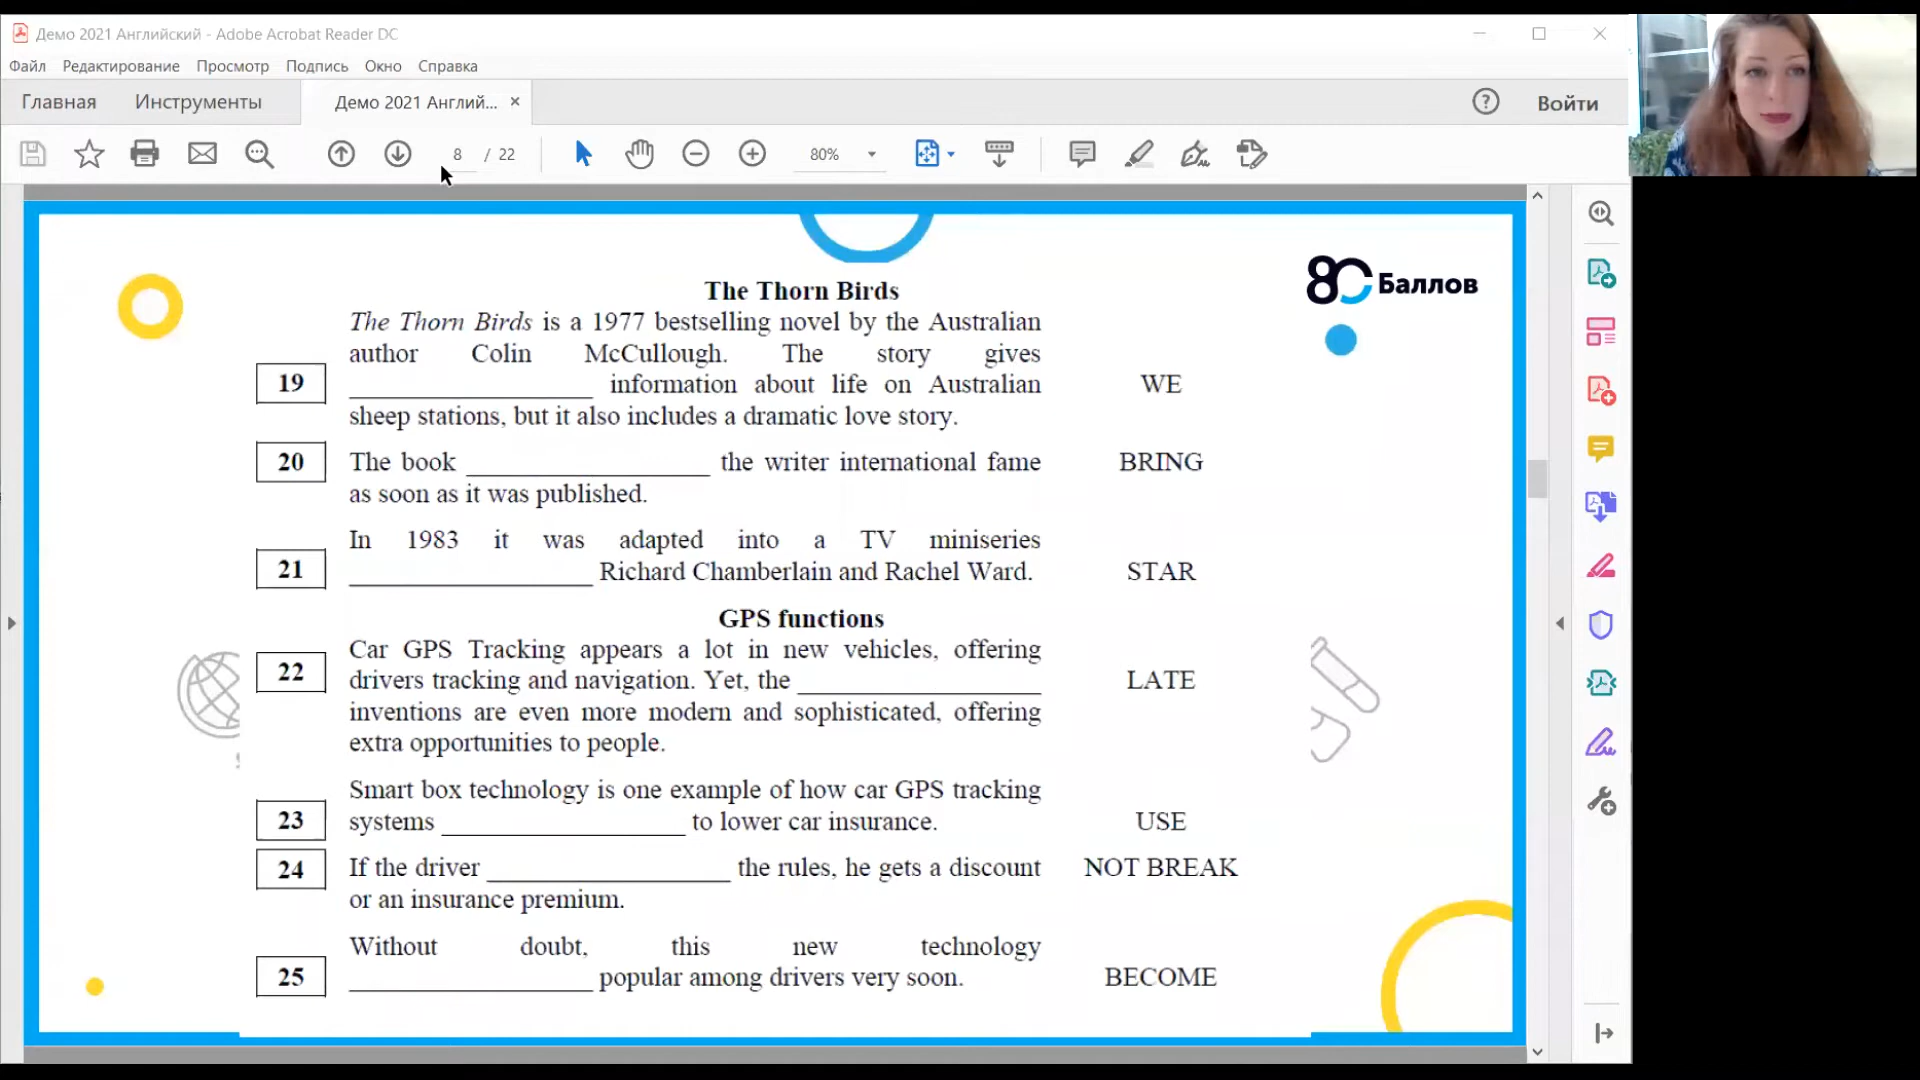 Демо 2021 Английский - Adobe Acrobat Reader DC
Файл Редактирование Просмотр Подпись Окно Справка
Главная Инструменты Демо 2021 Англий... × Войти
8 / 22 80%
80 Баллов
The Thorn Birds
The Thorn Birds is a 1977 bestselling novel by the Australian
author Colin McCullough. The story gives
19 ____________________ information about life on Australian WE
sheep stations, but it also includes a dramatic love story.
20 The book ____________________ the writer international fame BRING
as soon as it was published.
In 1983 it was adapted into a TV miniseries
21 ____________________ Richard Chamberlain and Rachel Ward. STAR
GPS functions
Car GPS Tracking appears a lot in new vehicles, offering
22 drivers tracking and navigation. Yet, the ____________________ LATE
inventions are even more modern and sophisticated, offering
extra opportunities to people.
Smart box technology is one example of how car GPS tracking
23 systems ____________________ to lower car insurance. USE
24 If the driver ____________________ the rules, he gets a discount NOT BREAK
or an insurance premium.
Without doubt, this new technology
25 ____________________ popular among drivers very soon. BECOME